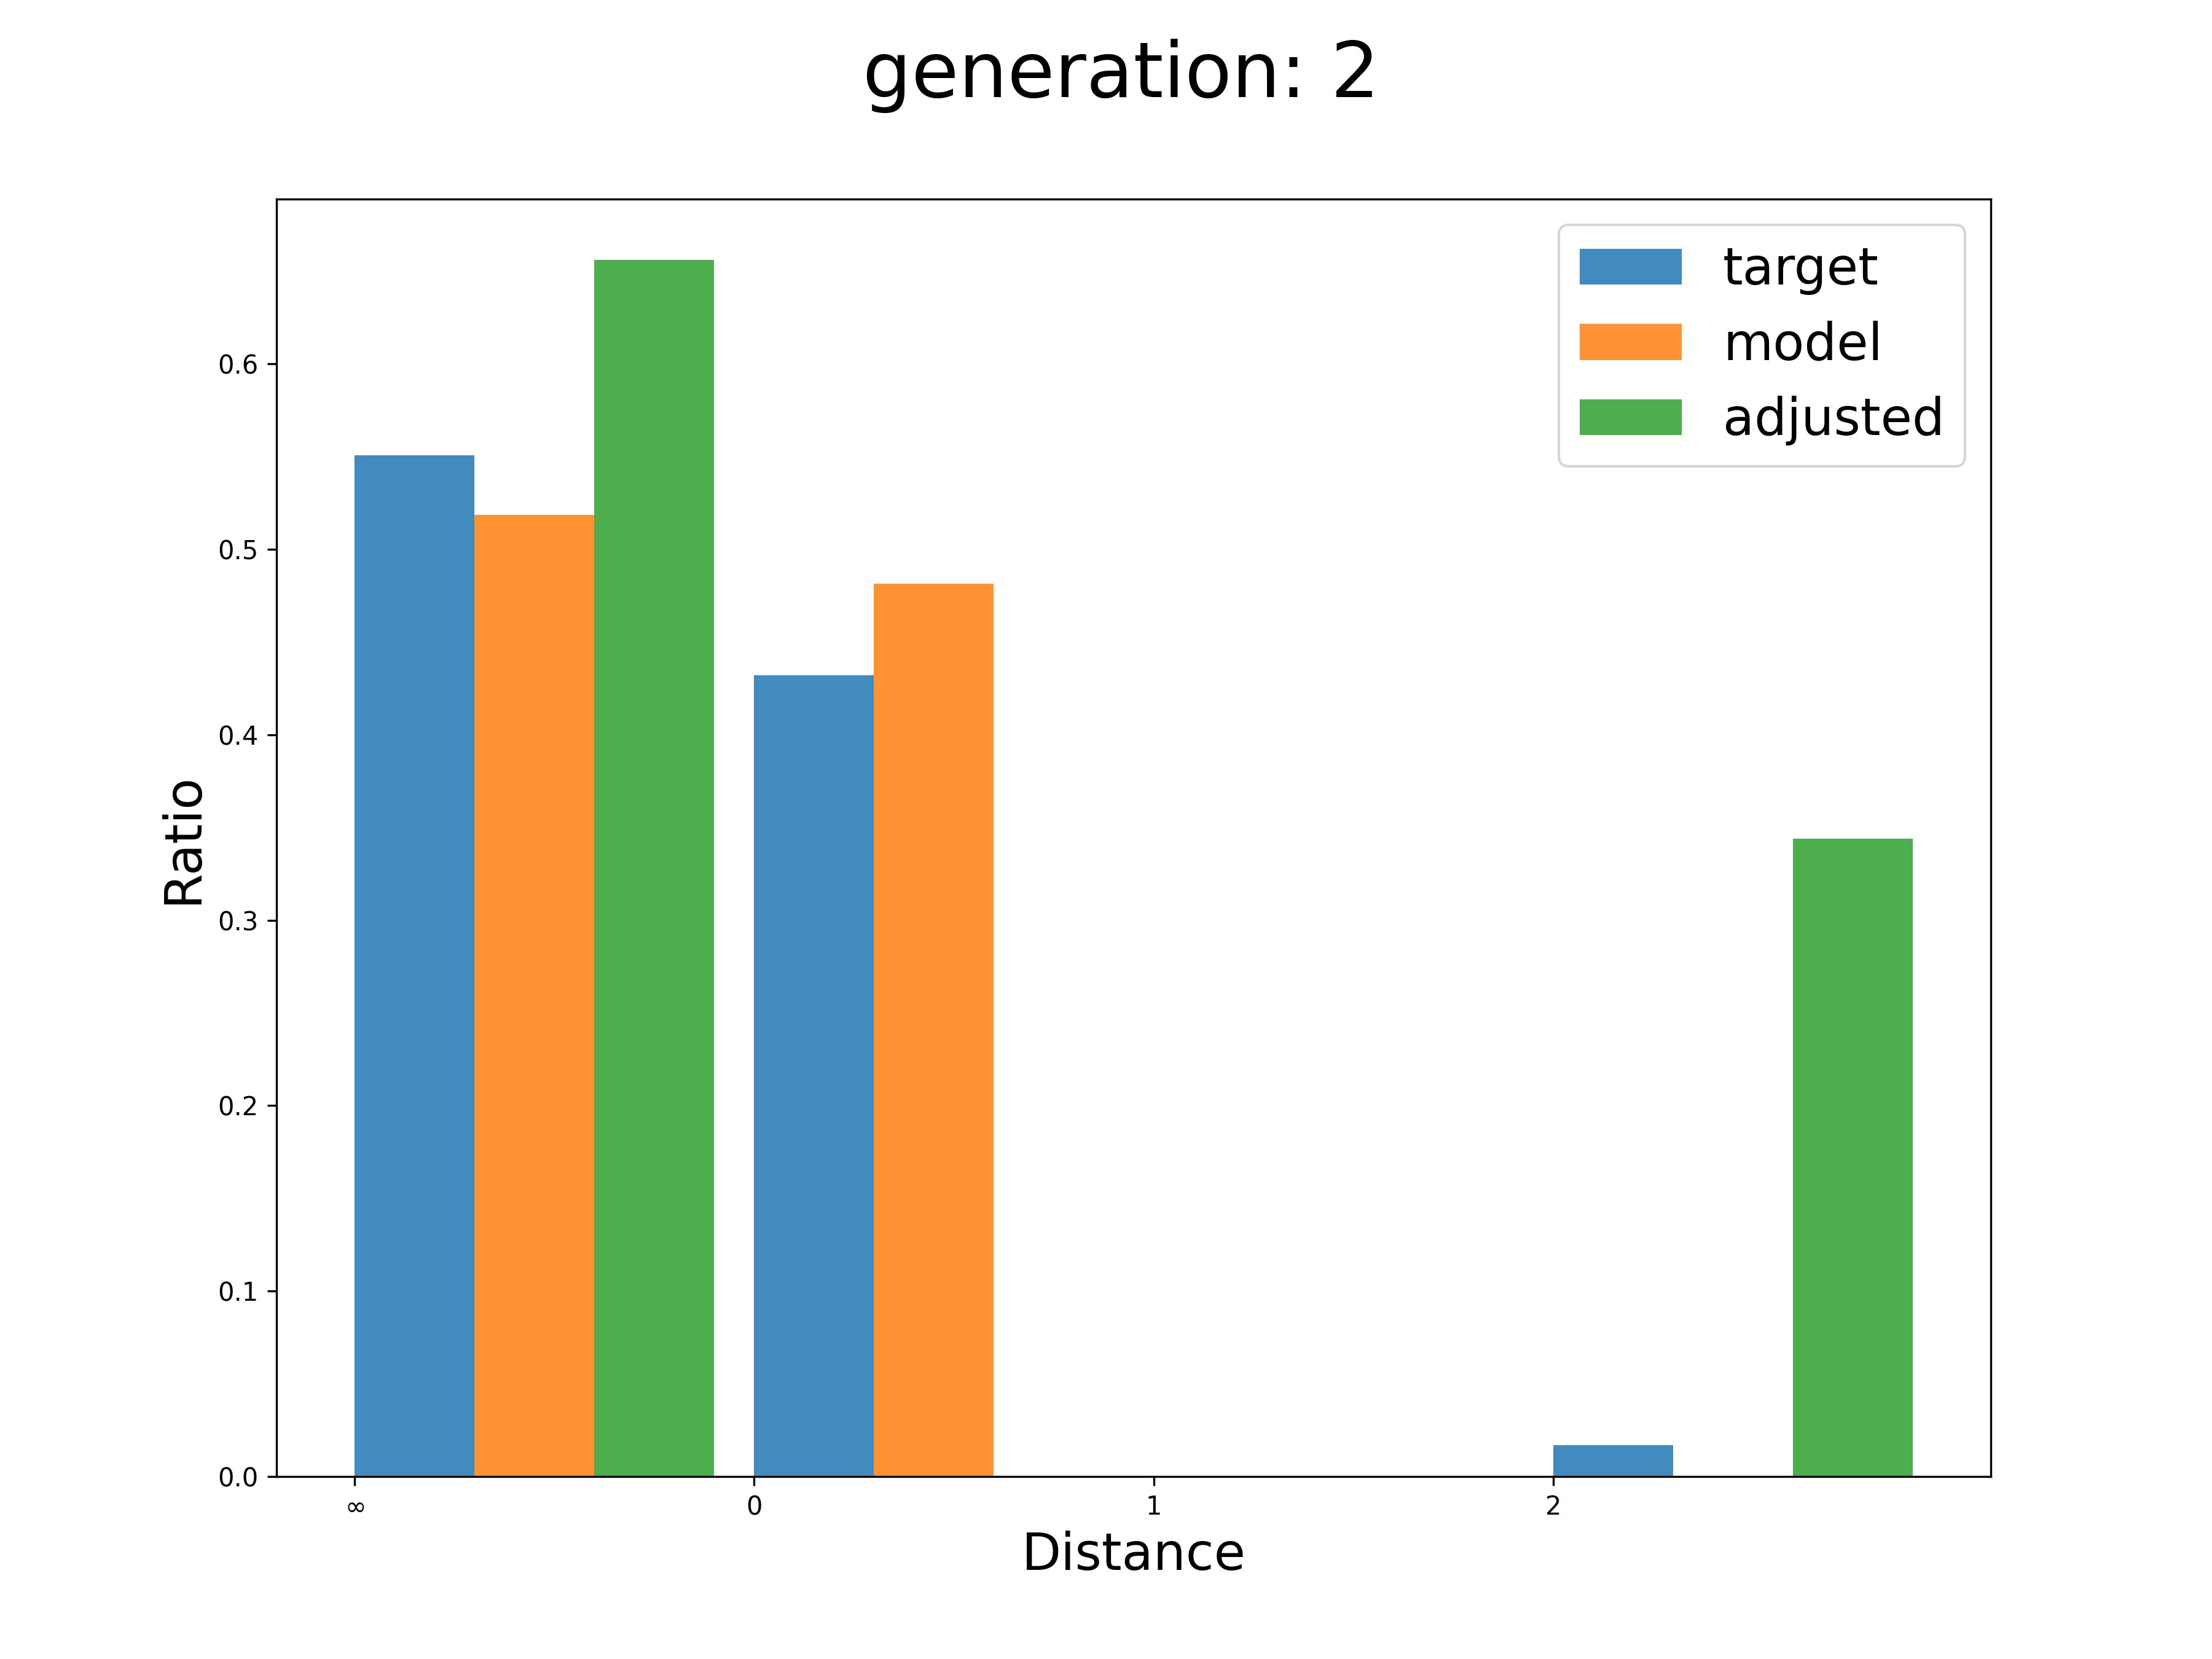 generation: 2
target
model
adjusted
Ratio
0.6
0.5
0.4
0.3
0.2
0.1
0.0
∞ 0 1 2
Distance